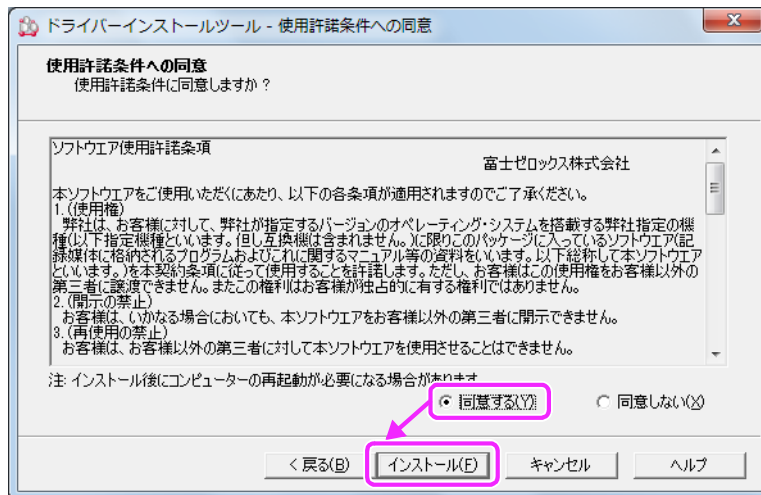 ドライバーインストールツール - 使用許諾条件への同意
使用許諾条件への同意
使用許諾条件に同意しますか?
ソフトウエア使用許諾条項
富士ゼロックス株式会社
本ソフトウエアをご使用いただくにあたり、以下の各条項が適用されますのでご了承ください。
1.(使用権)
弊社は、お客様に対して、弊社が指定するバージョンのオペレーティング・システムを搭載する弊社指定の機
種(以下指定機種といいます。但し互換機は含まれません。)に限りこのパッケージに入っているソフトウエア(記
録媒体に格納されるプログラムおよびこれに関するマニュアル等の資料をいいます。以下総称して本ソフトウエア
といいます。)を本契約条項に従って使用することを許諾します。ただし、お客様はこの使用権をお客様以外の
第三者に譲渡できません。またこの権利はお客様が独占的に有する権利ではありません。
2.(開示の禁止)
お客様は、いかなる場合においても、本ソフトウエアをお客様以外の第三者に開示できません。
3.(再使用の禁止)
お客様は、お客様以外の第三者に対して本ソフトウエアを使用させることはできません。
注: インストール後にコンピューターの再起動が必要になる場合があります
同意する(Y) 同意しない(X)
< 戻る(B) インストール(F) キャンセル ヘルプ